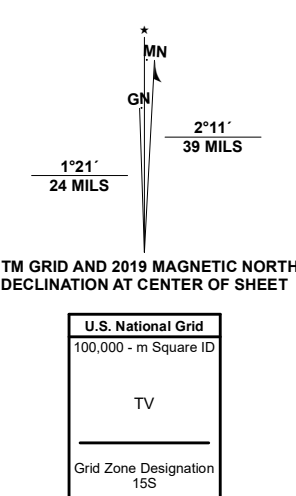 MN
GN
2°11´
39 MILS
1°21´
24 MILS
TM GRID AND 2019 MAGNETIC NORTH
DECLINATION AT CENTER OF SHEET
U.S. National Grid
100,000 - m Square ID
TV
Grid Zone Designation
15S